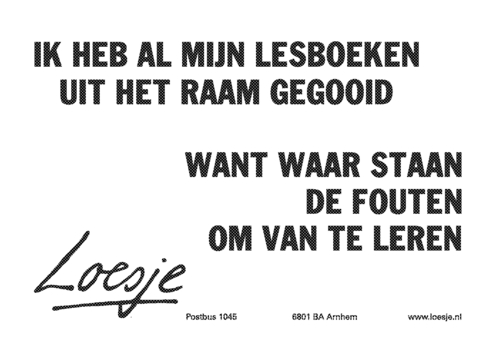 IK HEB AL MIJN LESBOEKEN
UIT HET RAAM GEGOOID
WANT WAAR STAAN
DE FOUTEN
OM VAN TE LEREN
Loesje
Postbus 1045 6801 BA Arnhem www.loesje.nl